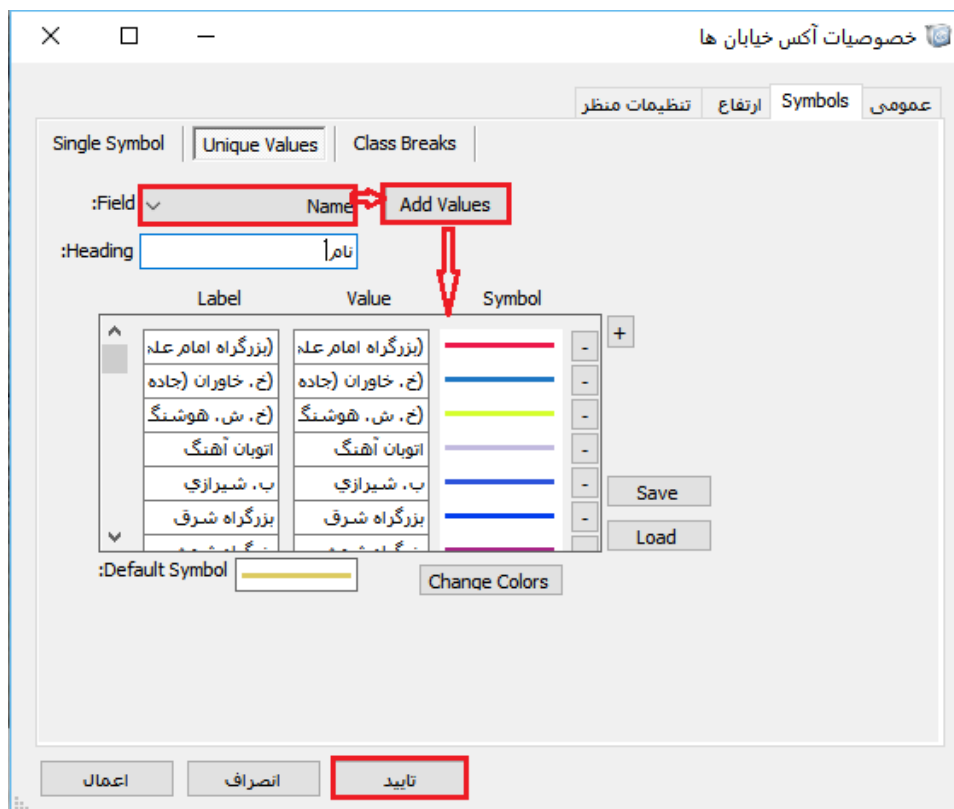 خصوصیات آکس خیابان ها
عمومی Symbols ارتفاع تنظیمات منظر
Single Symbol Unique Values Class Breaks
Field: Name Add Values
Heading: نام
Label Value Symbol
(بزرگراه امام علی (بزرگراه امام علی +
-
(خ. خاوران (جاده (خ. خاوران (جاده -
(خ. ش. هوشنگ (خ. ش. هوشنگ -
اتوبان آهنگ اتوبان آهنگ -
ب. شیرازي ب. شیرازي -
بزرگراه شرق بزرگراه شرق -
Save
Load
Default Symbol:
Change Colors
تایید انصراف اعمال